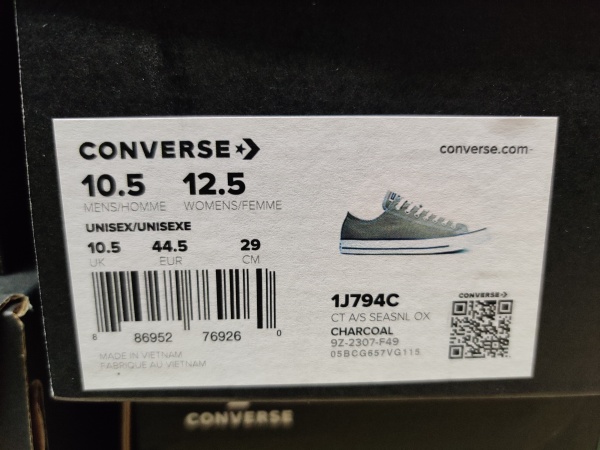 CONVERSE
converse.com
10.5 12.5
MENS/HOMME WOMENS/FEMME
UNISEX/UNISEXE
10.5 44.5 29
UK EUR CM
1J794C
CT A/S SEASNL OX
CHARCOAL
9Z-2307-F49
05BCG657VG115
CONVERSE
8 86952 76926 0
MADE IN VIETNAM
FABRIQUE AU VIETNAM
CONVERSE